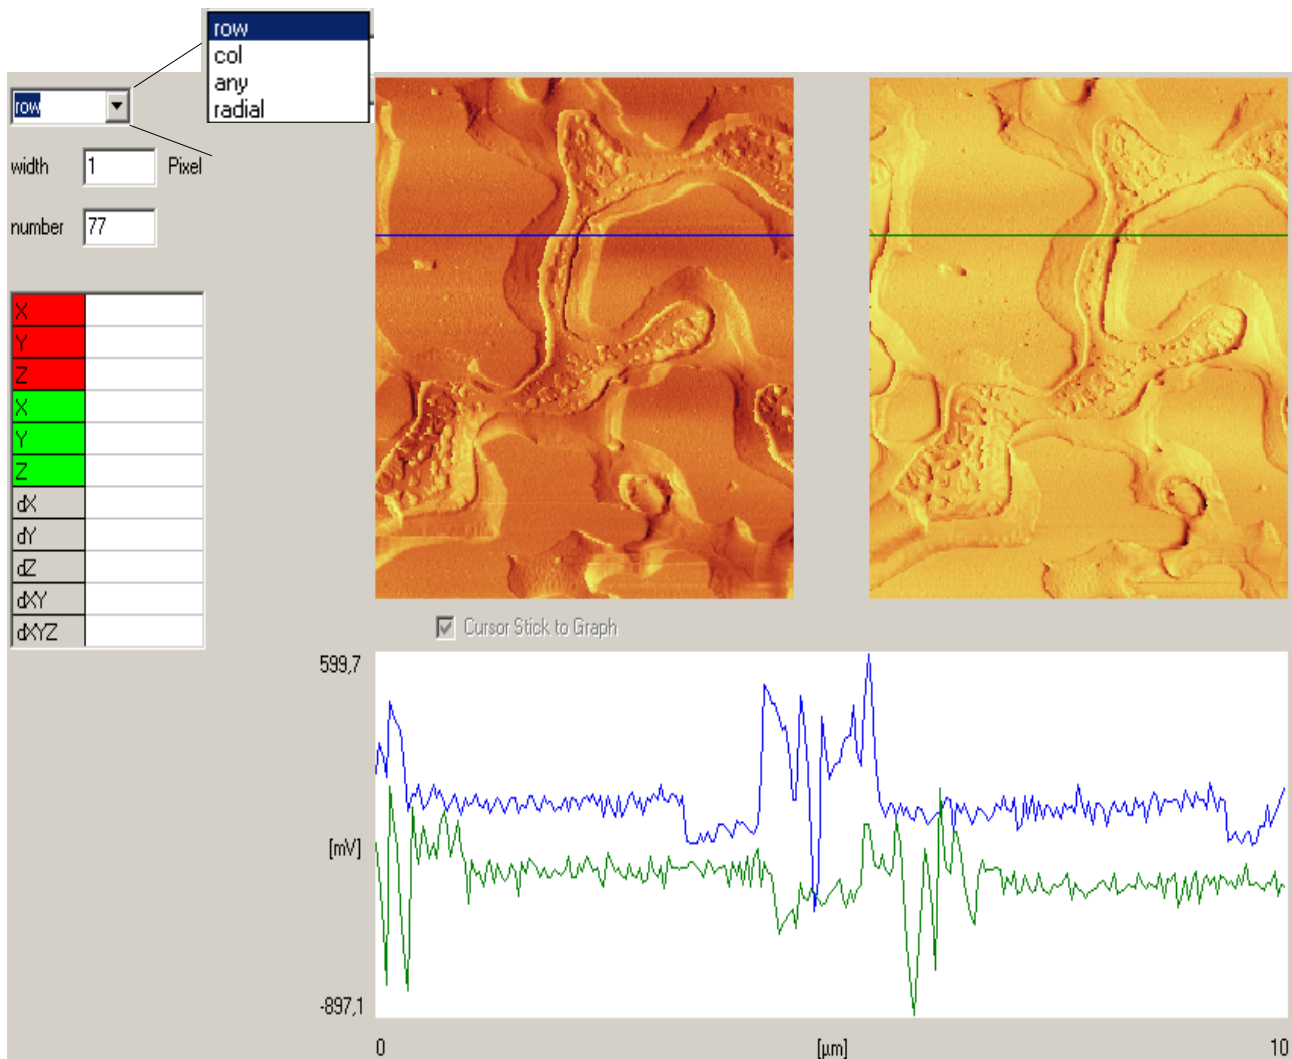 row
col
any
radial
row
width 1 Pixel
number 77
X
Y
Z
X
Y
Z
dX
dY
dZ
dXY
dXYZ
Cursor Stick to Graph
599,7
[mV]
-897,1
0 [µm] 10